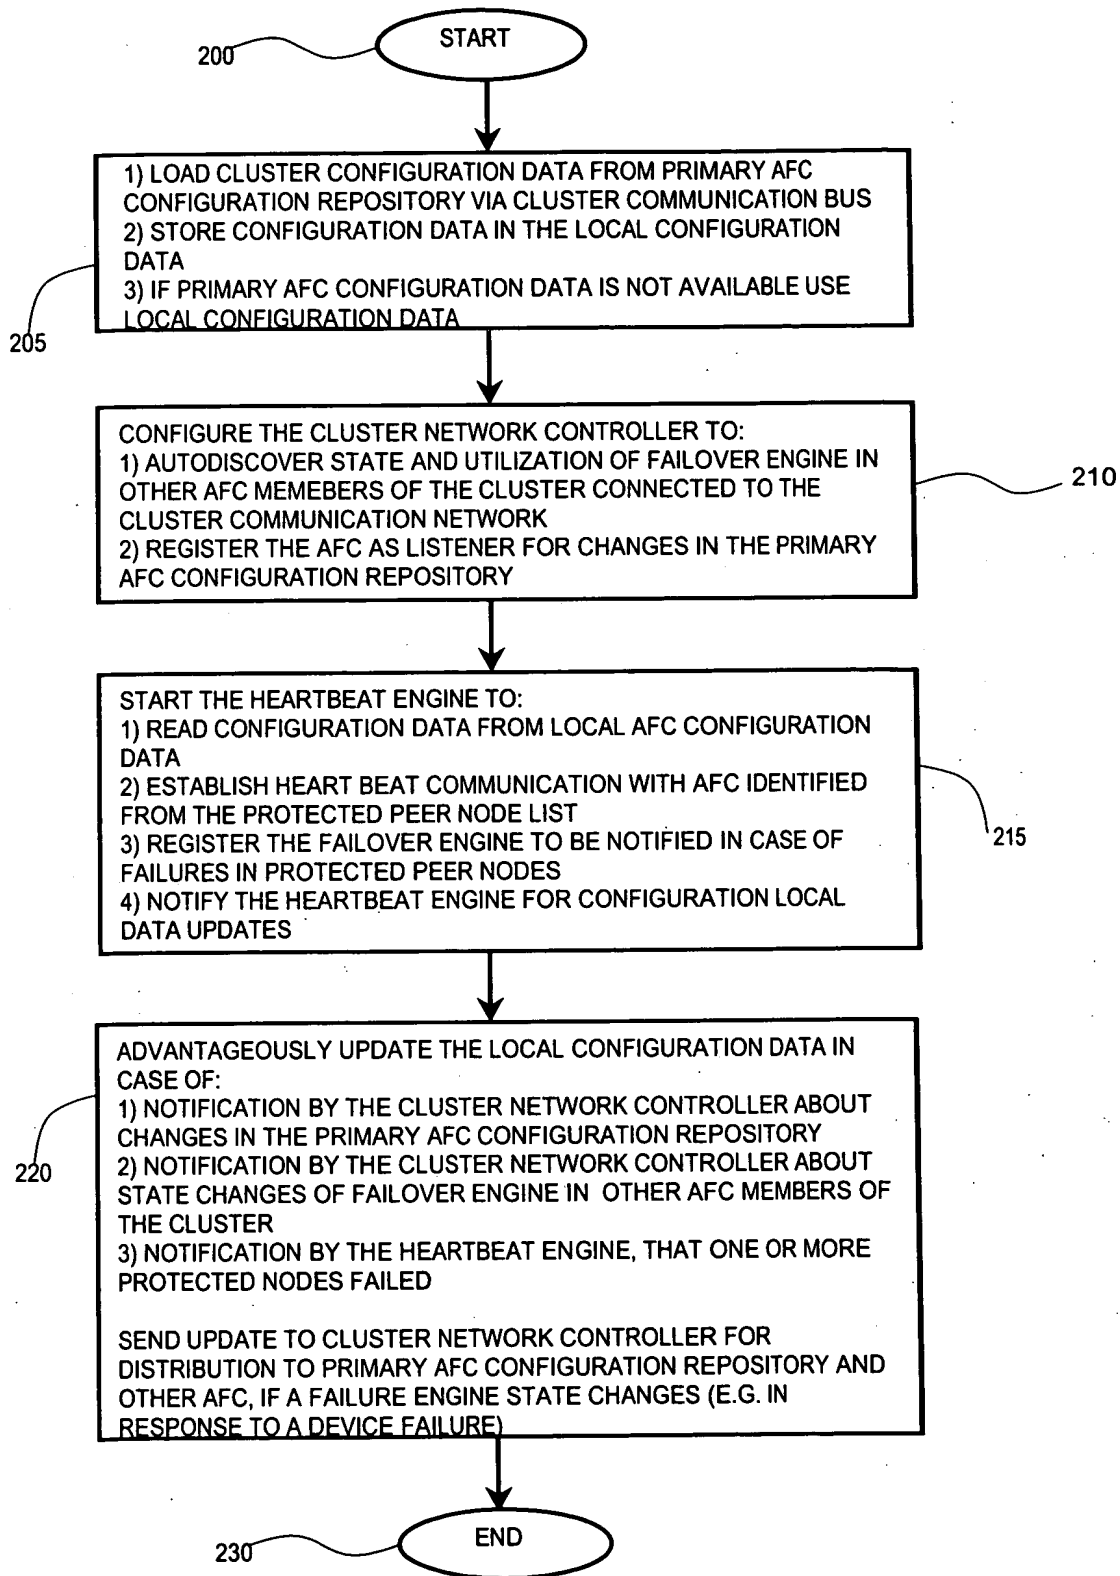 START
200
1) LOAD CLUSTER CONFIGURATION DATA FROM PRIMARY AFC
CONFIGURATION REPOSITORY VIA CLUSTER COMMUNICATION BUS
2) STORE CONFIGURATION DATA IN THE LOCAL CONFIGURATION
DATA
3) IF PRIMARY AFC CONFIGURATION DATA IS NOT AVAILABLE USE
LOCAL CONFIGURATION DATA
205
CONFIGURE THE CLUSTER NETWORK CONTROLLER TO:
1) AUTODISCOVER STATE AND UTILIZATION OF FAILOVER ENGINE IN
OTHER AFC MEMEBERS OF THE CLUSTER CONNECTED TO THE
CLUSTER COMMUNICATION NETWORK
2) REGISTER THE AFC AS LISTENER FOR CHANGES IN THE PRIMARY
AFC CONFIGURATION REPOSITORY
210
START THE HEARTBEAT ENGINE TO:
1) READ CONFIGURATION DATA FROM LOCAL AFC CONFIGURATION
DATA
2) ESTABLISH HEART BEAT COMMUNICATION WITH AFC IDENTIFIED
FROM THE PROTECTED PEER NODE LIST
3) REGISTER THE FAILOVER ENGINE TO BE NOTIFIED IN CASE OF
FAILURES IN PROTECTED PEER NODES
4) NOTIFY THE HEARTBEAT ENGINE FOR CONFIGURATION LOCAL
DATA UPDATES
215
ADVANTAGEOUSLY UPDATE THE LOCAL CONFIGURATION DATA IN
CASE OF:
1) NOTIFICATION BY THE CLUSTER NETWORK CONTROLLER ABOUT
CHANGES IN THE PRIMARY AFC CONFIGURATION REPOSITORY
2) NOTIFICATION BY THE CLUSTER NETWORK CONTROLLER ABOUT
STATE CHANGES OF FAILOVER ENGINE IN OTHER AFC MEMBERS OF
THE CLUSTER
3) NOTIFICATION BY THE HEARTBEAT ENGINE, THAT ONE OR MORE
PROTECTED NODES FAILED
SEND UPDATE TO CLUSTER NETWORK CONTROLLER FOR
DISTRIBUTION TO PRIMARY AFC CONFIGURATION REPOSITORY AND
OTHER AFC, IF A FAILURE ENGINE STATE CHANGES (E.G. IN
RESPONSE TO A DEVICE FAILURE)
220
END
230